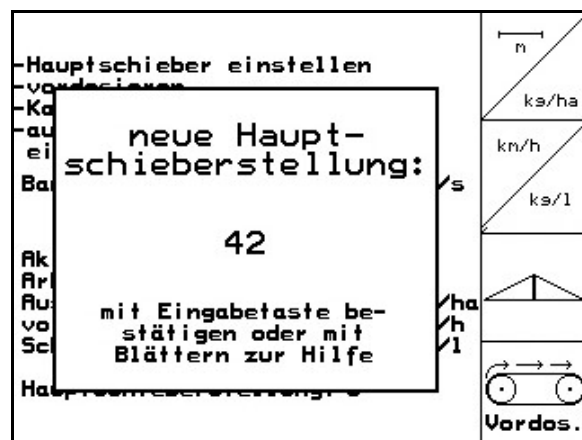 -Hauptschieber einstellen
neue Haupt-
schieberstellung:
42
mit Eingabetaste be-
stätigen oder mit
Blättern zur Hilfe
m
kg/ha
km/h
kg/l
Vordos.